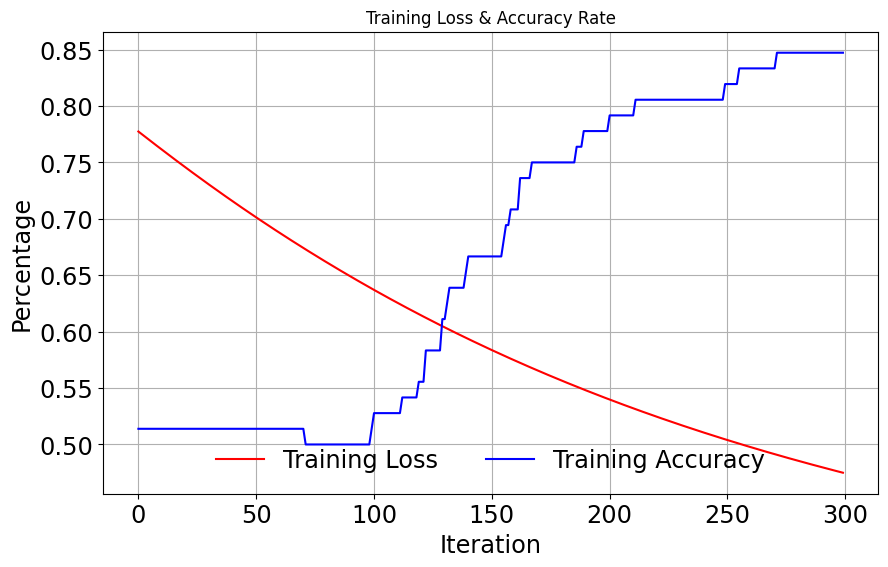 Training Loss & Accuracy Rate
Percentage
0.85
0.80
0.75
0.70
0.65
0.60
0.55
0.50
Training Loss Training Accuracy
0 50 100 150 200 250 300
Iteration